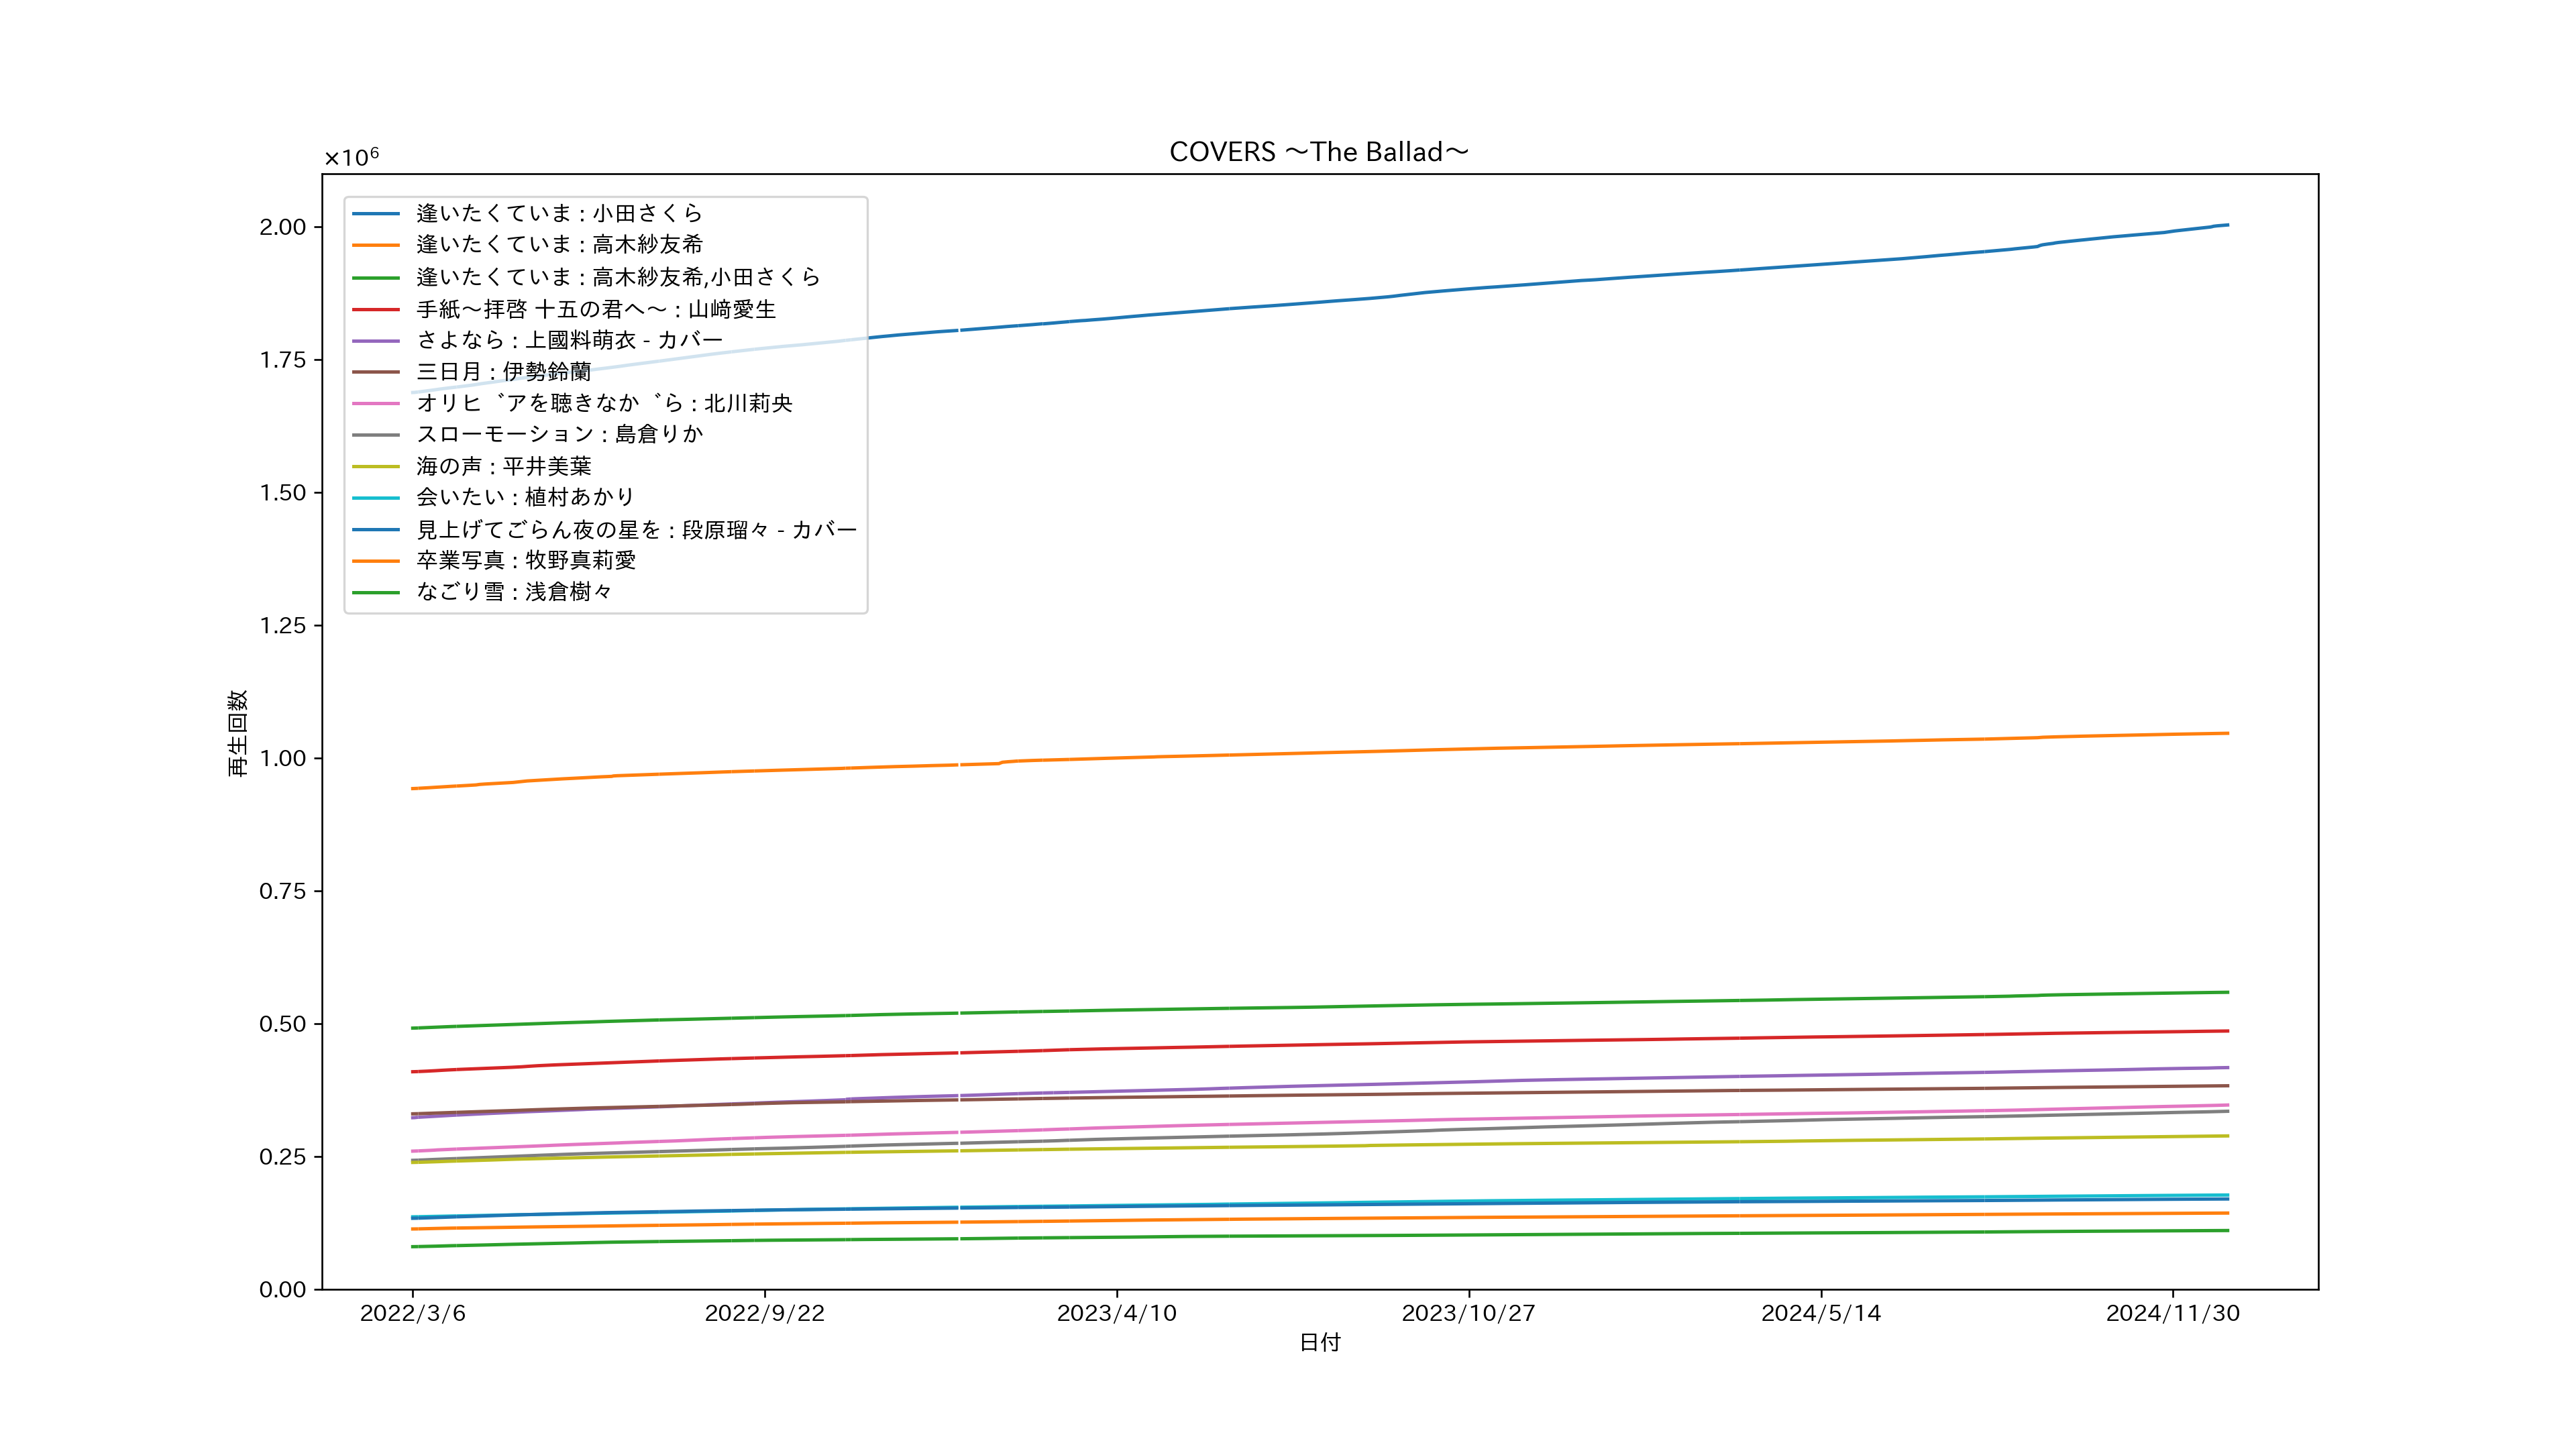 COVERS ～The Ballad～
×10⁶
2.00
1.75
1.50
1.25
1.00
0.75
0.50
0.25
0.00
再生回数
逢いたくていま : 小田さくら
逢いたくていま : 高木紗友希
逢いたくていま : 高木紗友希,小田さくら
手紙～拝啓 十五の君へ～ : 山﨑愛生
さよなら : 上國料萌衣 - カバー
三日月 : 伊勢鈴蘭
オリヒ゛アを聴きなか゛ら : 北川莉央
スローモーション : 島倉りか
海の声 : 平井美葉
会いたい : 植村あかり
見上げてごらん夜の星を : 段原瑠々 - カバー
卒業写真 : 牧野真莉愛
なごり雪 : 浅倉樹々
2022/3/6
2022/9/22
2023/4/10
2023/10/27
2024/5/14
2024/11/30
日付